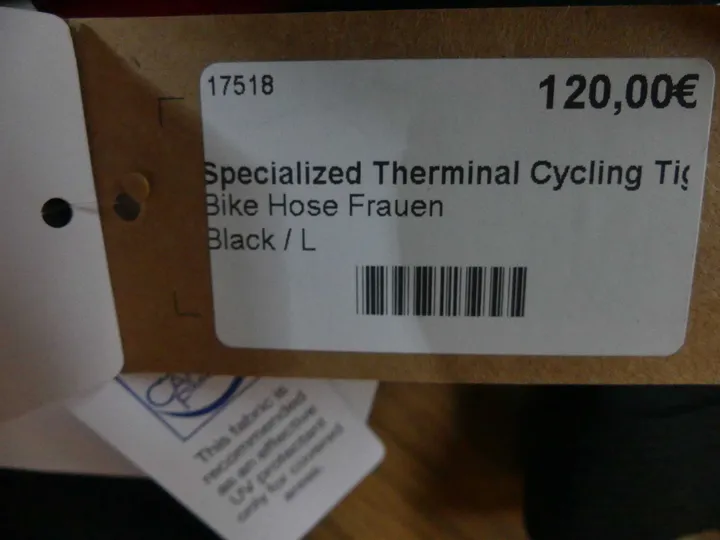 17518
120,00€
Specialized Therminal Cycling Tig
Bike Hose Frauen
Black / L
This fabric is
recommended
as an effective
UV protectant
only for covered
areas.